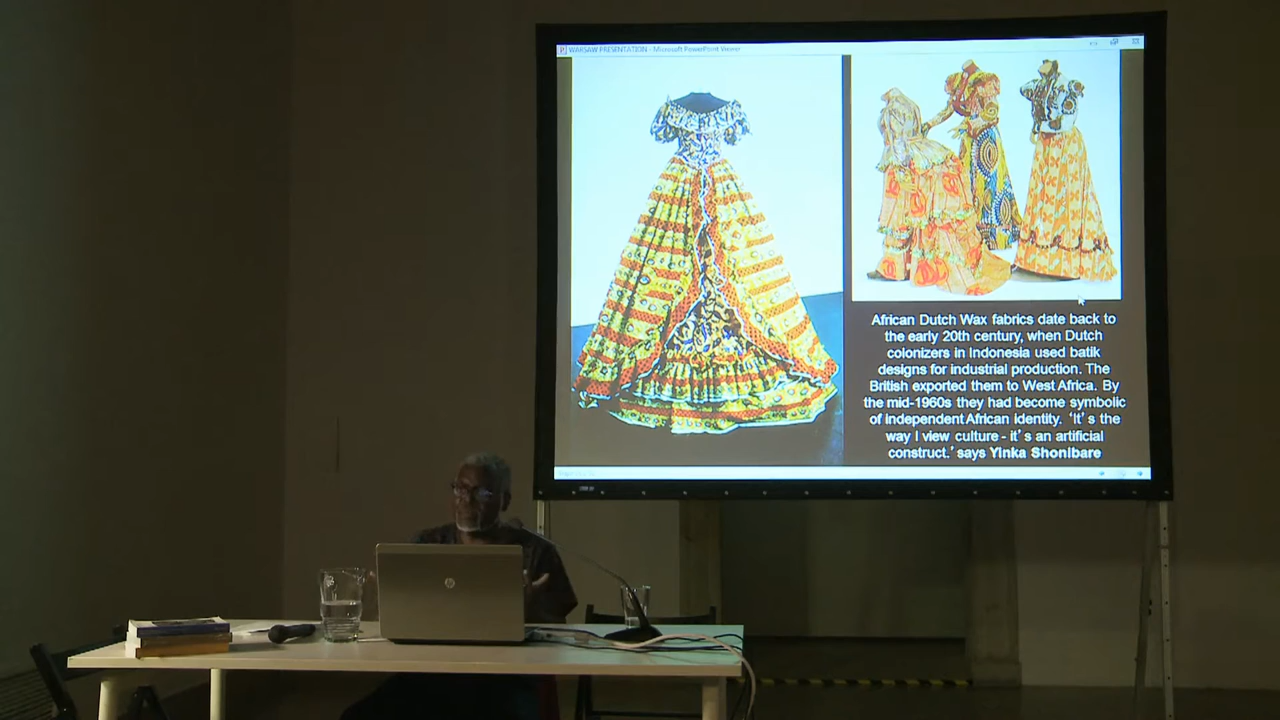 WARSAW PRESENTATION - Microsoft PowerPoint Viewer
African Dutch Wax fabrics date back to
the early 20th century, when Dutch
colonizers in Indonesia used batik
designs for industrial production. The
British exported them to West Africa. By
the mid-1960s they had become symbolic
of independent African identity. ‘It’s the
way I view culture - it’s an artificial
construct.’ says Yinka Shonibare
hp